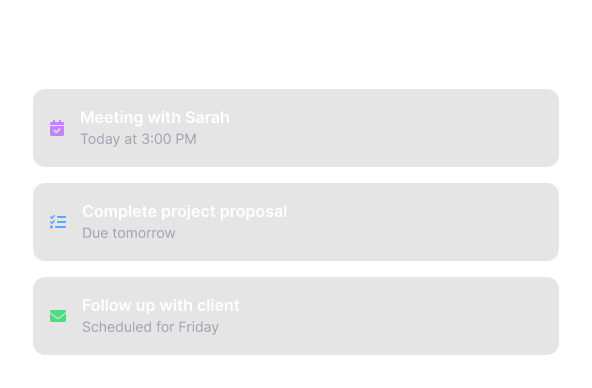 Meeting with Sarah
Today at 3:00 PM
Complete project proposal
Due tomorrow
Follow up with client
Scheduled for Friday